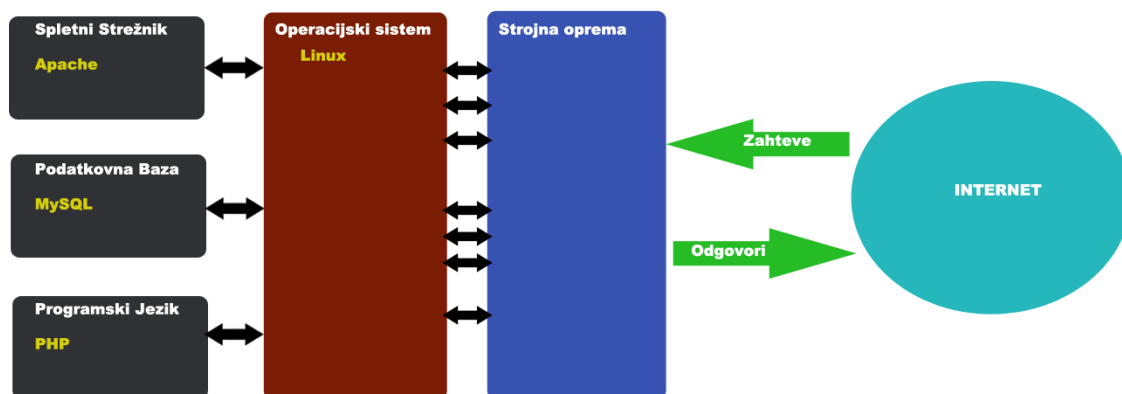 Spletni Strežnik
Apache
Podatkovna Baza
MySQL
Programski Jezik
PHP
Operacijski sistem
Linux
Strojna oprema
Zahteve
Odgovori
INTERNET